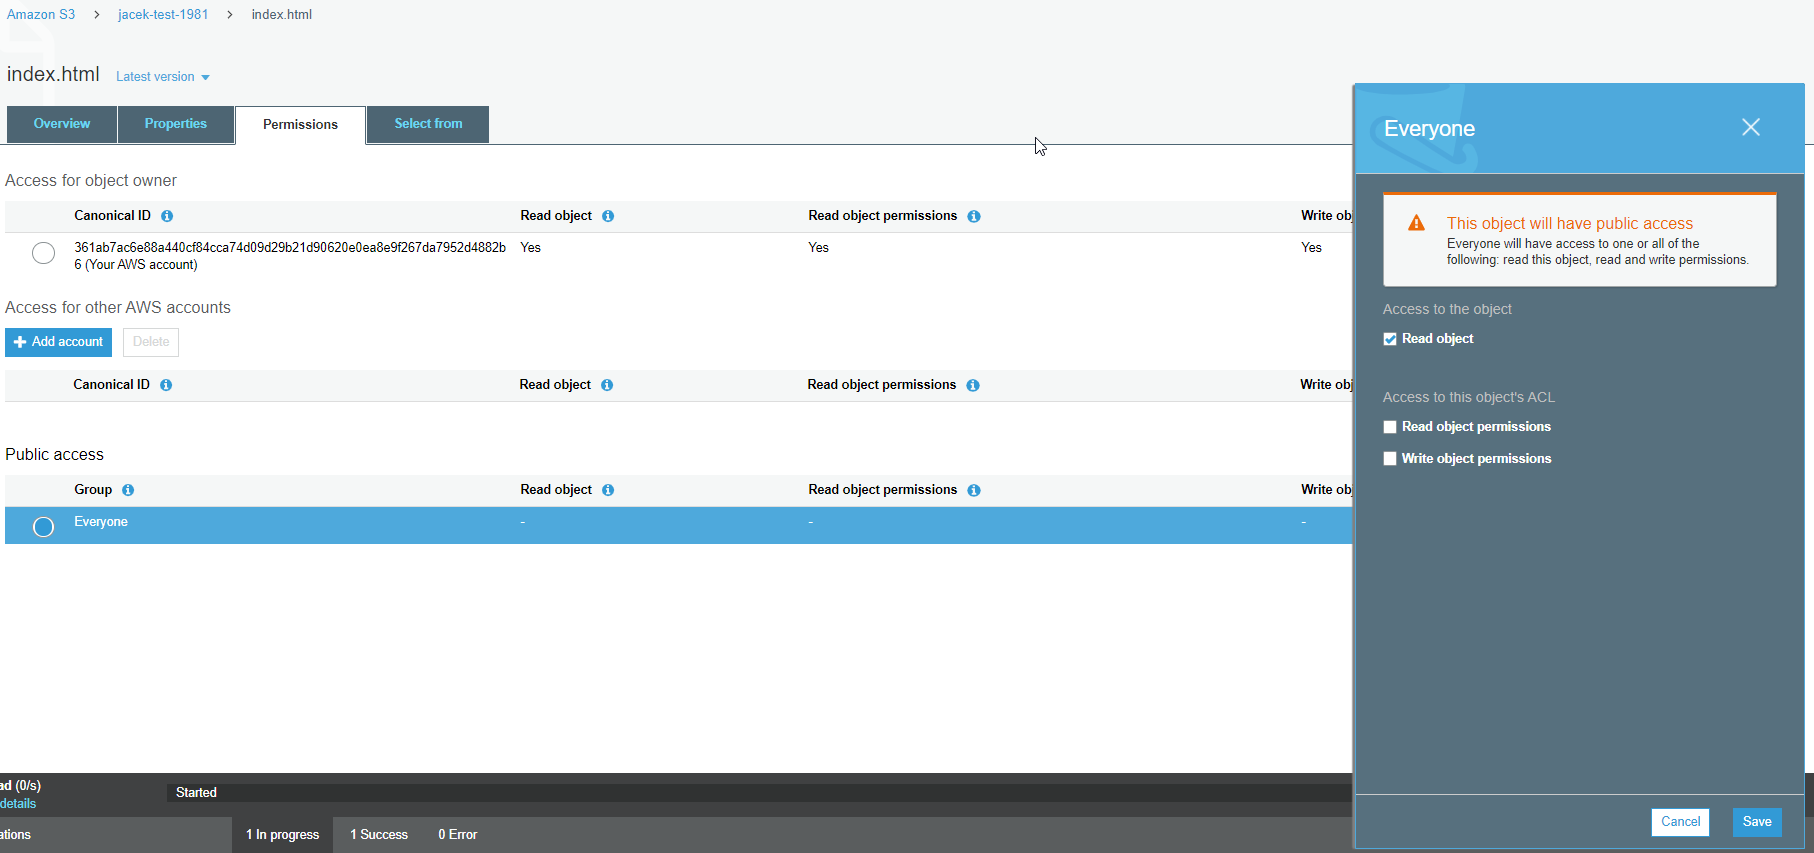 Amazon S3 > jacek-test-1981 > index.html
index.html Latest version
Overview Properties Permissions Select from
Access for object owner
Canonical ID Read object Read object permissions Write obj
361ab7ac6e88a440cf84cca74d09d29b21d90620e0ea8e9f267da7952d4882b Yes Yes Yes
6 (Your AWS account)
Access for other AWS accounts
Add account Delete
Canonical ID Read object Read object permissions Write obj
Public access
Group Read object Read object permissions Write obj
Everyone - - -
Everyone
This object will have public access
Everyone will have access to one or all of the
following: read this object, read and write permissions.
Access to the object
Read object
Access to this object's ACL
Read object permissions
Write object permissions
Cancel Save
ad (0/s)
details
Started
ations 1 In progress 1 Success 0 Error